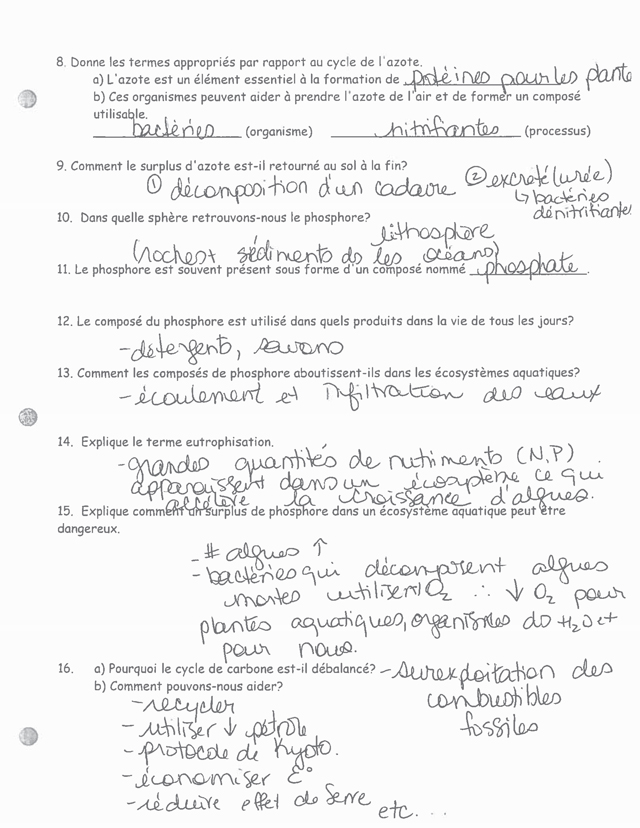 8. Donne les termes appropriés par rapport au cycle de l'azote.
a) L'azote est un élément essentiel à la formation de protéines pour les plante
b) Ces organismes peuvent aider à prendre l'azote de l'air et de former un composé
utilisable.
bactéries (organisme) nitrifiantes (processus)
9. Comment le surplus d'azote est-il retourné au sol à la fin?
① décomposition d'un cadavre ② excrété (urée)
↳ bactéries
dénitrifiante
10. Dans quelle sphère retrouvons-nous le phosphore?
lithosphère
(roches + sédiments ds les océans)
11. Le phosphore est souvent présent sous forme d'un composé nommé phosphate.
12. Le composé du phosphore est utilisé dans quels produits dans la vie de tous les jours?
-détergents, savons
13. Comment les composés de phosphore aboutissent-ils dans les écosystèmes aquatiques?
- écoulement et infiltration des eaux
14. Explique le terme eutrophisation.
-grandes quantités de nutriments (N,P)
apparaissent dans un écosystème ce qui
accélère la croissance d'algues.
15. Explique comment un surplus de phosphore dans un écosystème aquatique peut être
dangereux.
- # algues ↑
- bactéries qui décomposent algues
mortes utilisent O₂ ∴ ↓ O₂ pour
plantes aquatiques, organismes ds H₂O et
pour nous.
16. a) Pourquoi le cycle de carbone est-il débalancé? - Surexploitation des
combustibles
fossiles
b) Comment pouvons-nous aider?
-recycler
- utiliser ↓ pétrole
- protocole de Kyoto.
- économiser E°
- réduire effet de serre
etc...